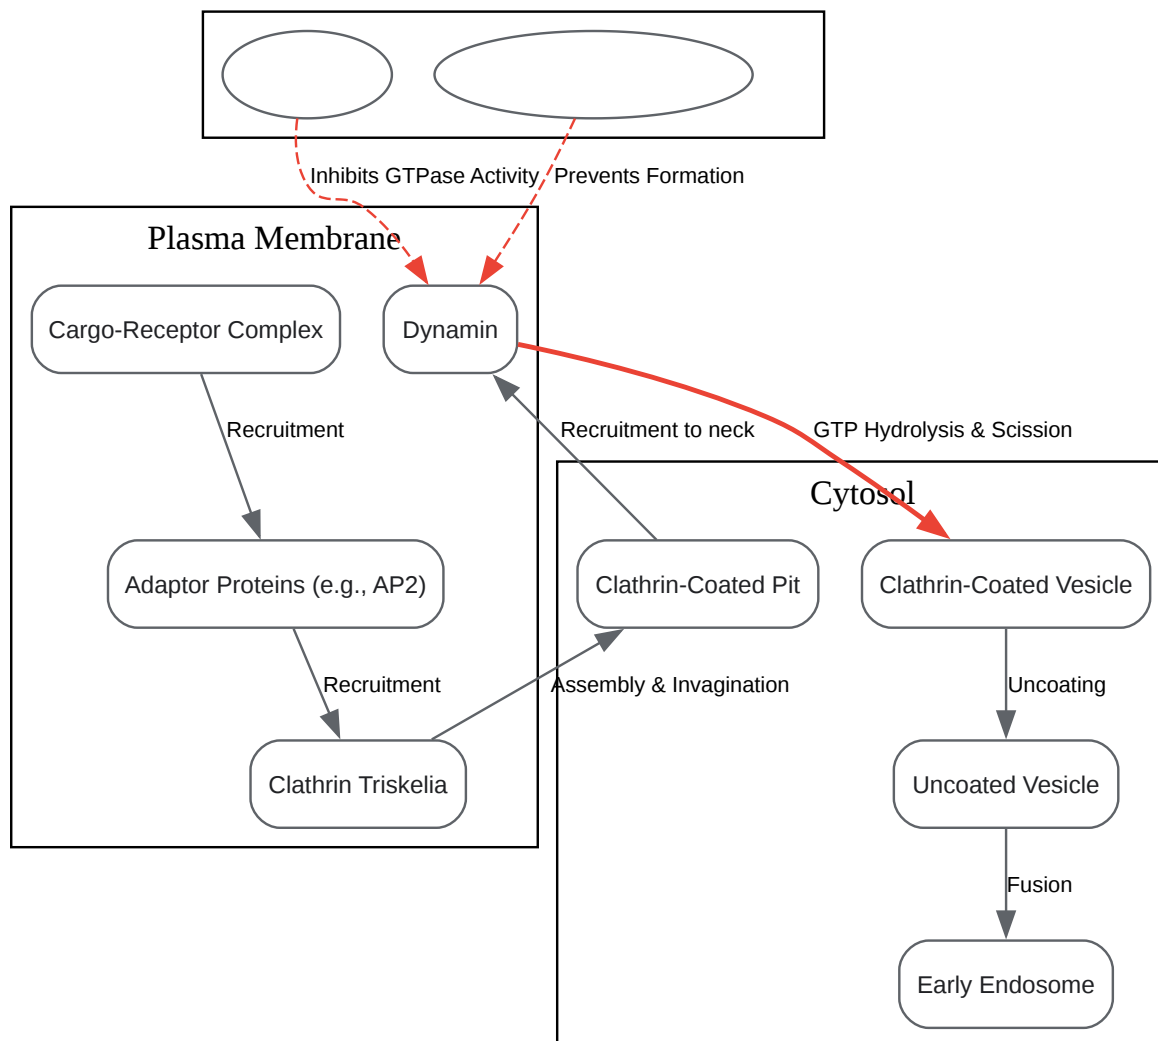 Inhibits GTPase Activity
Prevents Formation
Plasma Membrane
Cargo-Receptor Complex
Dynamin
Recruitment
Recruitment to neck
GTP Hydrolysis & Scission
Cytosol
Adaptor Proteins (e.g., AP2)
Clathrin-Coated Pit
Clathrin-Coated Vesicle
Recruitment
Assembly & Invagination
Uncoating
Clathrin Triskelia
Uncoated Vesicle
Fusion
Early Endosome